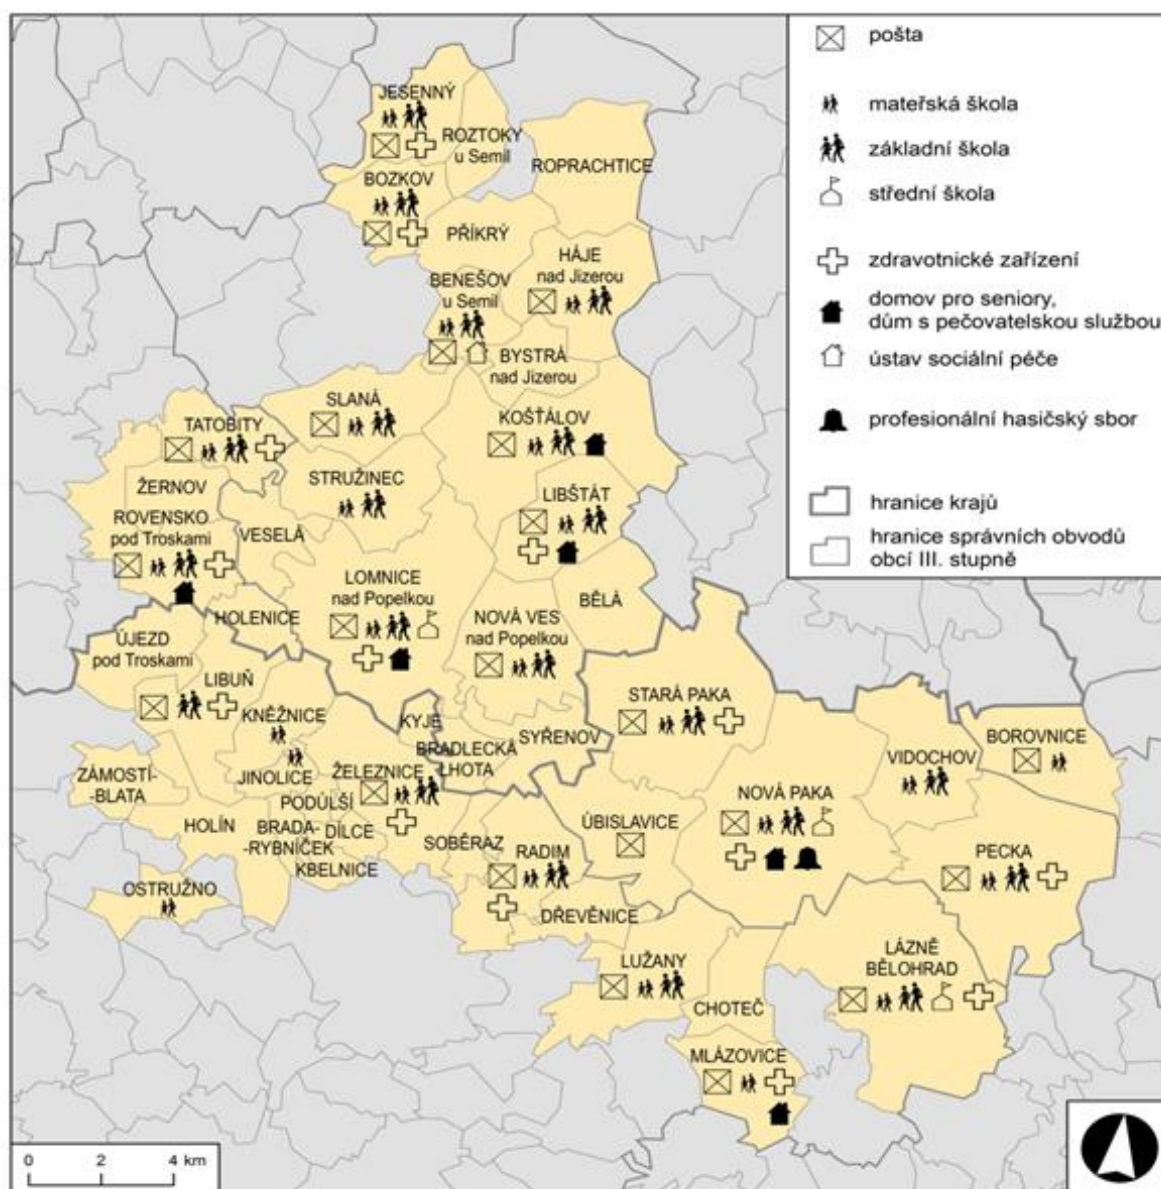 pošta
mateřská škola
základní škola
střední škola
zdravotnické zařízení
domov pro seniory,
dům s pečovatelskou službou
ústav sociální péče
profesionální hasičský sbor
hranice krajů
hranice správních obvodů
obcí III. stupně
JESENNÝ
ROZTOKY
u Semil
ROPRACHTICE
BOZKOV
PŘÍKRÝ
HÁJE
nad Jizerou
BENEŠOV
u Semil
BYSTRÁ
nad Jizerou
SLANÁ
KOŠŤÁLOV
TATOBITY
STRUŽINEC
LIBŠTÁT
ŽERNOV
ROVENSKO
pod Troskami
VESELÁ
LOMNICE
nad Popelkou
NOVÁ VES
nad Popelkou
BĚLÁ
HOLENICE
ÚJEZD
pod Troskami
LIBUŇ
KNĚŽNICE
KYJE
BRADLECKÁ
LHOTA
SYŘENOV
STARÁ PAKA
BOROVNICE
VIDOCHOV
ZÁMOSTÍ-
-BLATA
JINOLICE
ŽELEZNICE
PODŮLŠÍ
HOLÍN
BRADA-
-RYBNÍČEK
DÍLCE
KBELNICE
SOBĚRAZ
RADIM
ÚBISLAVICE
NOVÁ PAKA
PECKA
OSTRUŽNO
DŘEVĚNICE
LUŽANY
CHOTEČ
LÁZNĚ
BĚLOHRAD
MLÁZOVICE
0 2 4 km